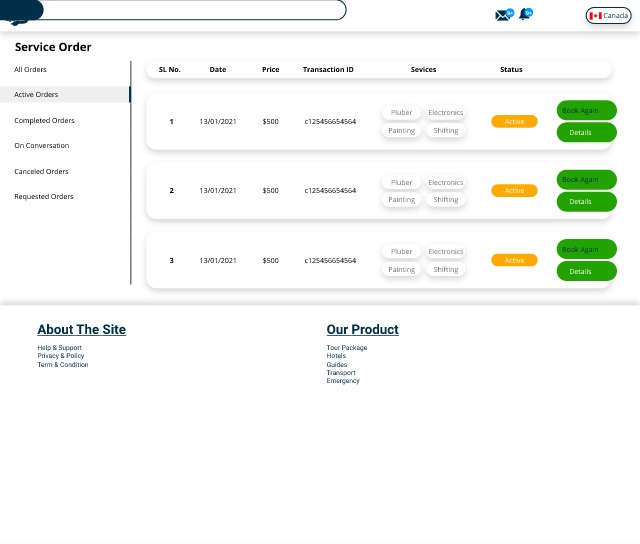 9+ 9+ Canada
Service Order
All Orders
Active Orders
Completed Orders
On Conversation
Canceled Orders
Requested Orders
SL No. Date Price Transaction ID Sevices Status
1 13/01/2021 $500 c125456654564 Pluber Electronics Painting Shifting Active Book Again Details
2 13/01/2021 $500 c125456654564 Pluber Electronics Painting Shifting Active Book Again Details
3 13/01/2021 $500 c125456654564 Pluber Electronics Painting Shifting Active Book Again Details
About The Site
Help & Support
Privacy & Policy
Term & Condition
Our Product
Tour Package
Hotels
Guides
Transport
Emergency